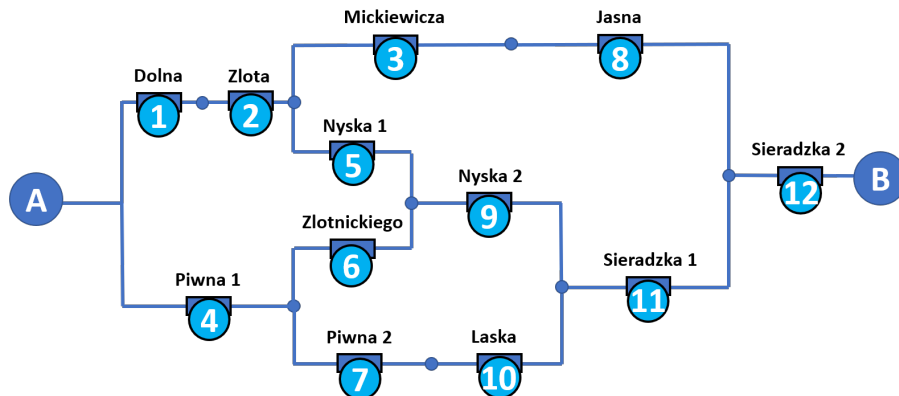 Mickiewicza
Jasna
3
8
Dolna
Zlota
1
2
Nyska 1
5
Sieradzka 2
A
Nyska 2
12
B
9
Zlotnickiego
6
Sieradzka 1
11
Piwna 1
4
Piwna 2
Laska
7
10